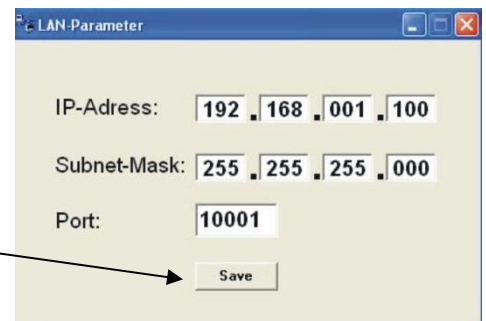 LAN-Parameter
IP-Adress: 192 . 168 . 001 . 100
Subnet-Mask: 255 . 255 . 255 . 000
Port: 10001
Save